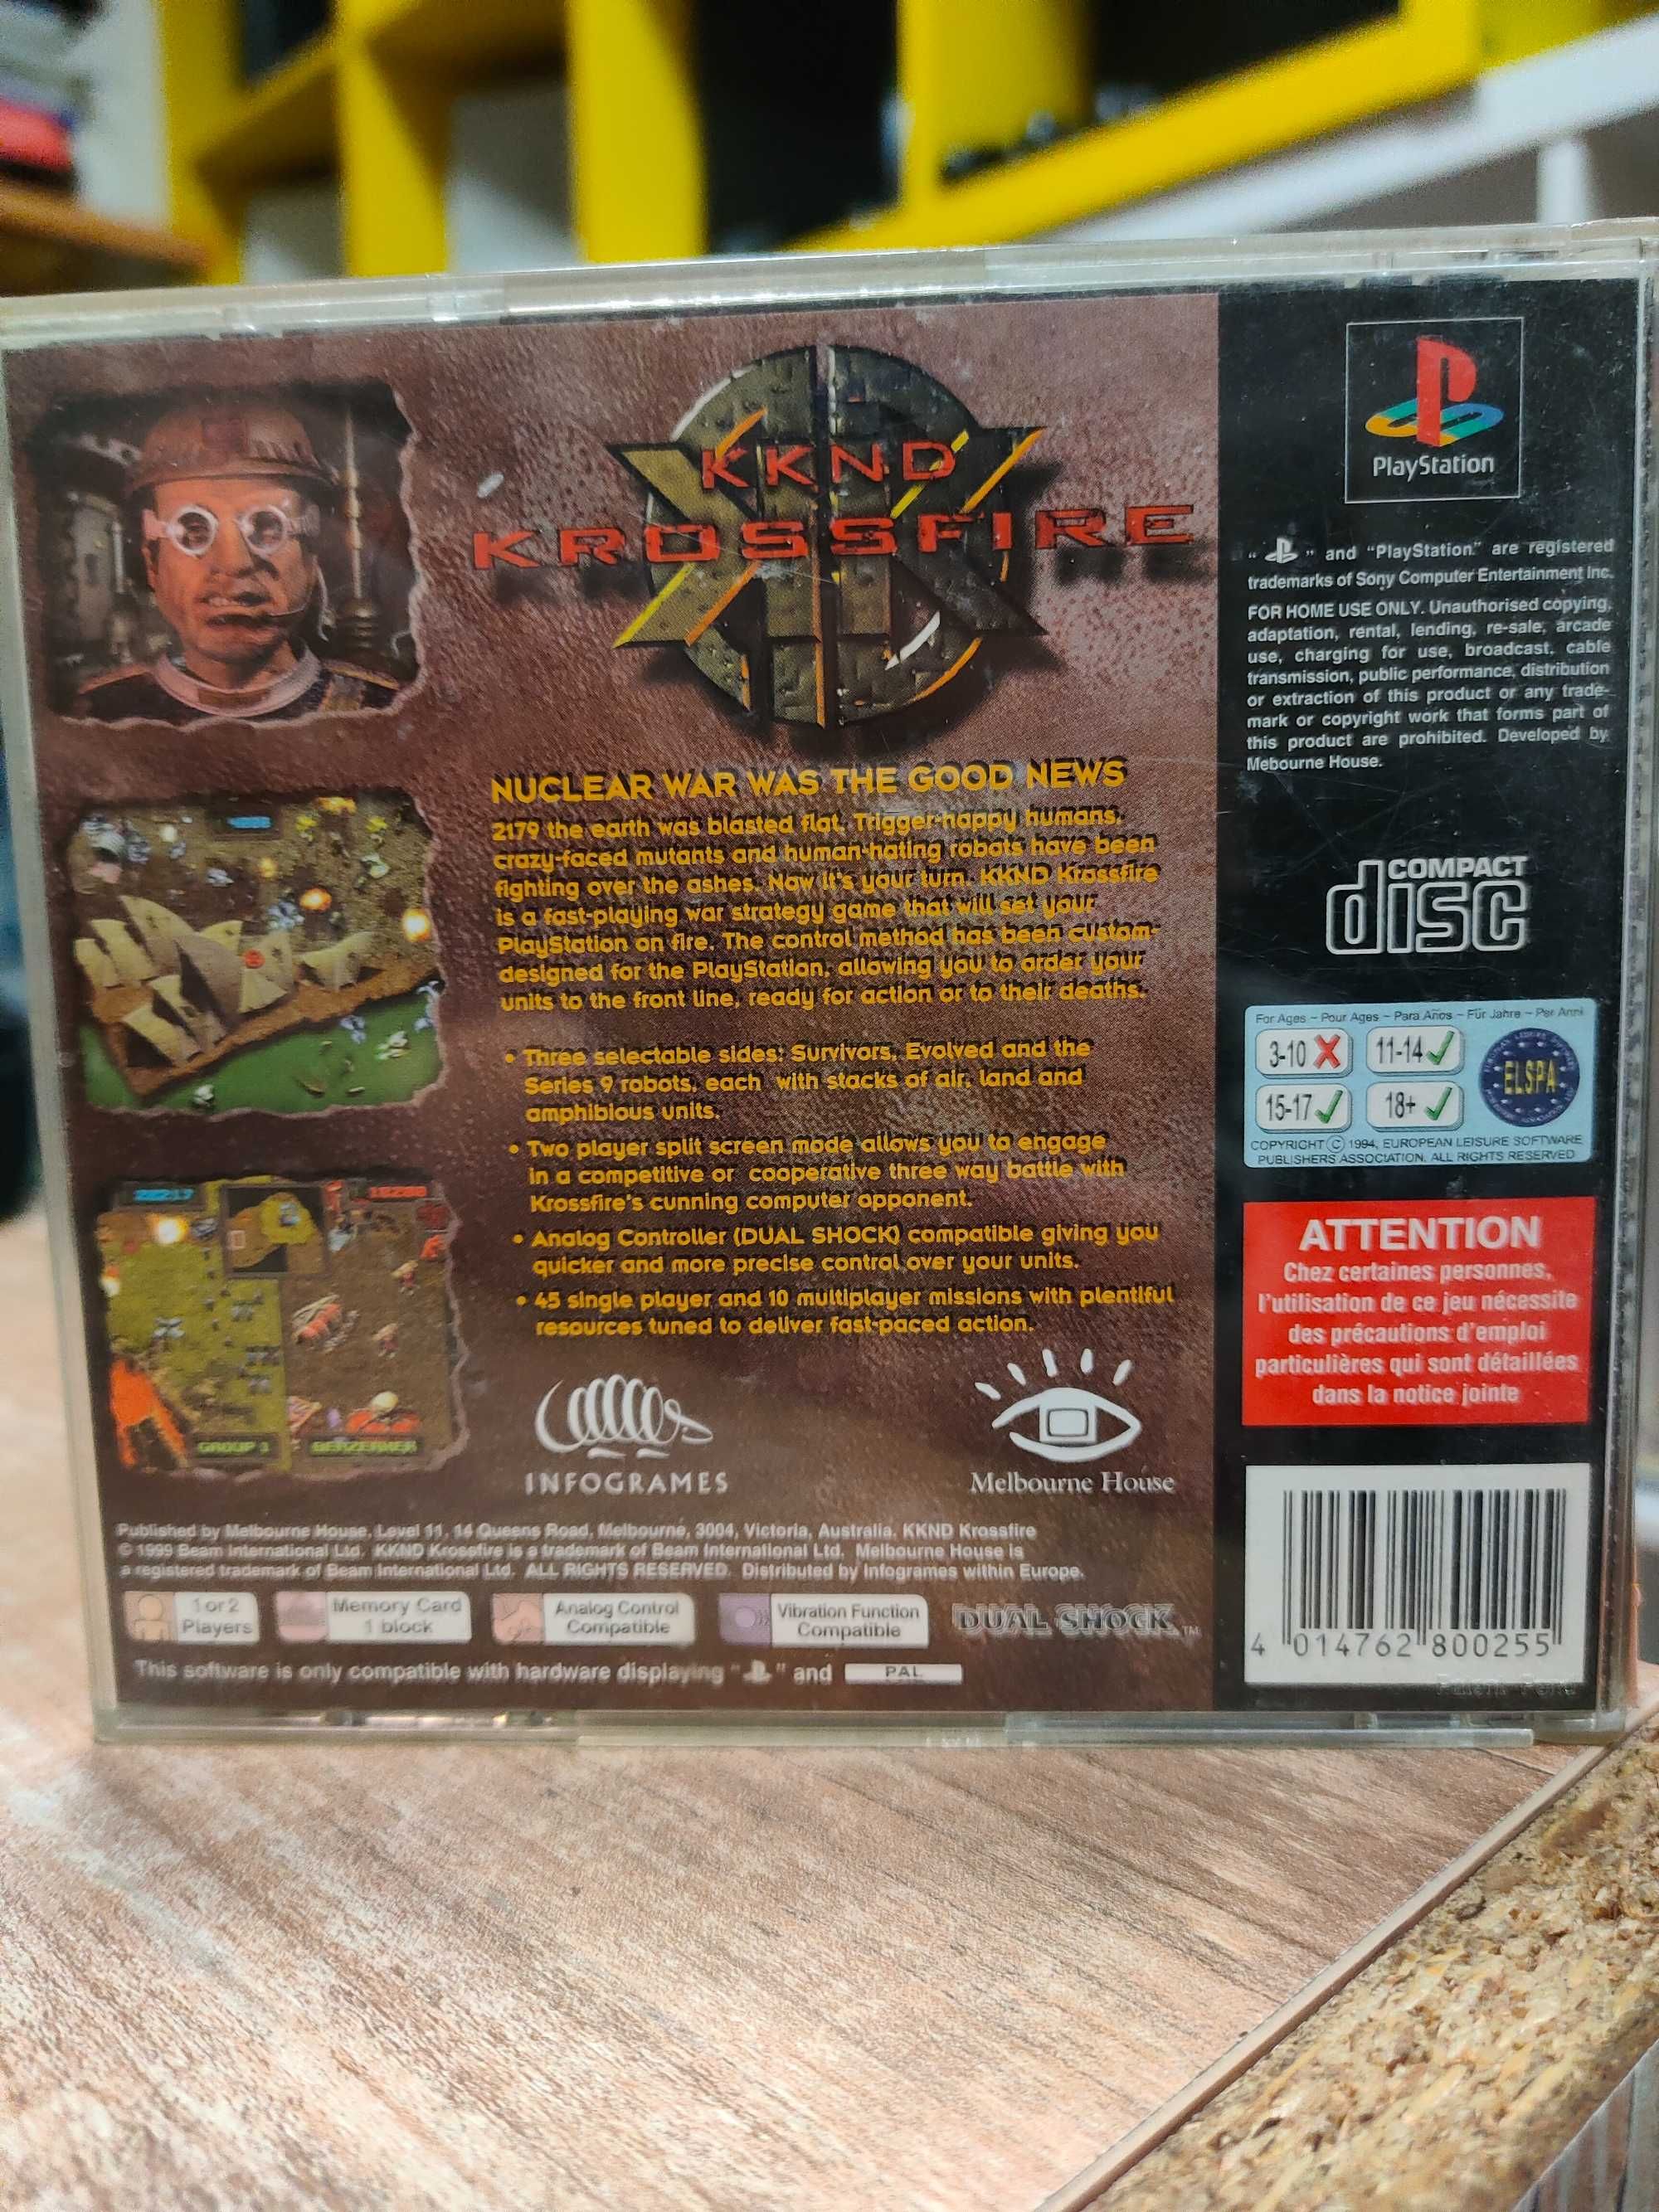 KKND
KROSSFIRE
NUCLEAR WAR WAS THE GOOD NEWS
2179 the earth was blasted flat. Trigger-happy humans,
crazy-faced mutants and human-hating robots have been
fighting over the ashes. Now it's your turn. KKND Krossfire
is a fast-playing war strategy game that will set your
PlayStation on fire. The control method has been custom-
designed for the PlayStation, allowing you to order your
units to the front line, ready for action or to their deaths.
• Three selectable sides: Survivors, Evolved and the
Series 9 robots, each with stacks of air, land and
amphibious units.
• Two player split screen mode allows you to engage
in a competitive or cooperative three way battle with
Krossfire's cunning computer opponent.
• Analog Controller (DUAL SHOCK) compatible giving you
quicker and more precise control over your units.
• 45 single player and 10 multiplayer missions with plentiful
resources tuned to deliver fast-paced action.
GROUP 1
BERZERKER
INFOGRAMES
Melbourne House
Published by Melbourne House, Level 11, 14 Queens Road, Melbourne, 3004, Victoria, Australia. KKND Krossfire
© 1999 Beam International Ltd. KKND Krossfire is a trademark of Beam International Ltd. Melbourne House is
a registered trademark of Beam International Ltd. ALL RIGHTS RESERVED. Distributed by Infogrames within Europe.
1 or 2
Players
Memory Card
1 block
Analog Control
Compatible
Vibration Function
Compatible
DUAL SHOCK™
This software is only compatible with hardware displaying " " and PAL
PlayStation
" " and "PlayStation" are registered
trademarks of Sony Computer Entertainment Inc.
FOR HOME USE ONLY. Unauthorised copying,
adaptation, rental, lending, re-sale, arcade
use, charging for use, broadcast, cable
transmission, public performance, distribution
or extraction of this product or any trade-
mark or copyright work that forms part of
this product are prohibited. Developed by
Mebourne House.
COMPACT
disc
For Ages – Pour Ages – Para Años – Für Jahre – Per Anni
3-10 11-14
15-17 18+
ELSPA
COPYRIGHT © 1994, EUROPEAN LEISURE SOFTWARE
PUBLISHERS ASSOCIATION. ALL RIGHTS RESERVED
ATTENTION
Chez certaines personnes,
l'utilisation de ce jeu nécessite
des précautions d'emploi
particulières qui sont détaillées
dans la notice jointe
4 014762 800255